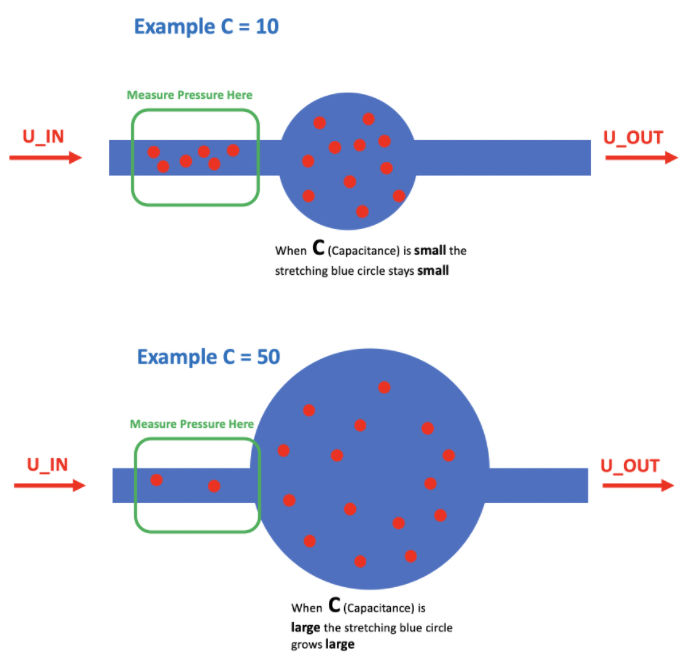 Example C = 10
Measure Pressure Here
U_IN
U_OUT
When C (Capacitance) is small the
stretching blue circle stays small
Example C = 50
Measure Pressure Here
U_IN
U_OUT
When C (Capacitance) is
large the stretching blue circle
grows large